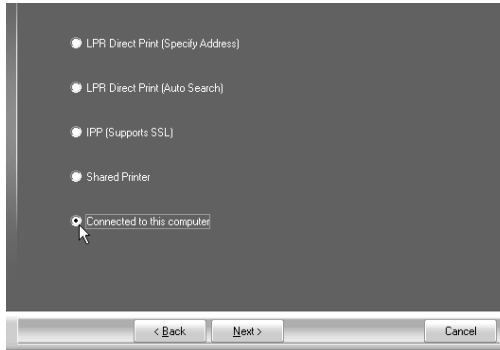 LPR Direct Print (Specify Address)
LPR Direct Print (Auto Search)
IPP (Supports SSL)
Shared Printer
Connected to this computer
< Back Next > Cancel